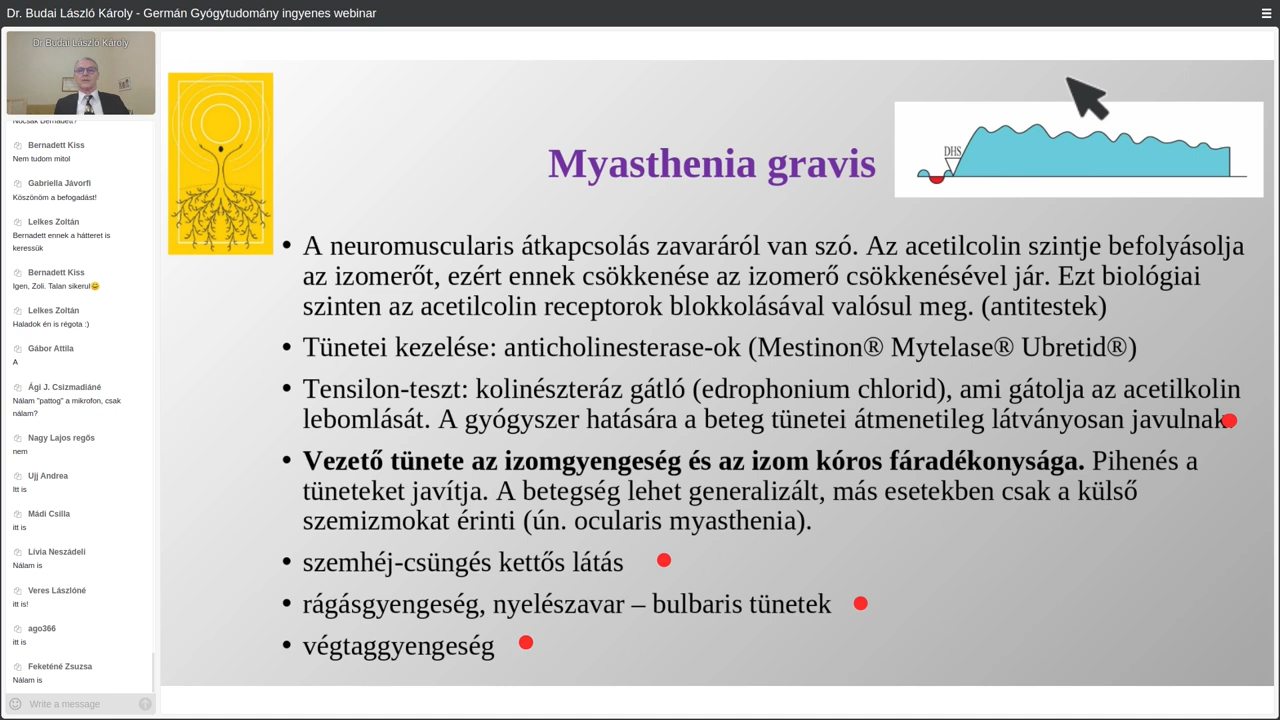 Dr. Budai László Károly - Germán Gyógytudomány ingyenes webinar
Dr Budai László Károly
Nocsak Bernadett?
Bernadett Kiss
Nem tudom mitol
Gabriella Jávorfi
Köszönöm a befogadást!
Lelkes Zoltán
Bernadett ennek a hátteret is
keressük
Bernadett Kiss
Igen, Zoli. Talan sikerul😊
Lelkes Zoltán
Haladok én is régota :)
Gábor Attila
A
Ági J. Csizmadiáné
Nálam "pattog" a mikrofon, csak
nálam?
Nagy Lajos regős
nem
Ujj Andrea
Itt is
Mádi Csilla
itt is
Lívia Neszádeli
Nálam is
Veres Lászlóné
itt is!
ago366
itt is
Feketéné Zsuzsa
Nálam is
Write a message
Myasthenia gravis
DHS
• A neuromuscularis átkapcsolás zavaráról van szó. Az acetilcolin szintje befolyásolja
az izomerőt, ezért ennek csökkenése az izomerő csökkenésével jár. Ezt biológiai
szinten az acetilcolin receptorok blokkolásával valósul meg. (antitestek)
• Tünetei kezelése: anticholinesterase-ok (Mestinon® Mytelase® Ubretid®)
• Tensilon-teszt: kolinészteráz gátló (edrophonium chlorid), ami gátolja az acetilkolin
lebomlását. A gyógyszer hatására a beteg tünetei átmenetileg látványosan javulnak.
• Vezető tünete az izomgyengeség és az izom kóros fáradékonysága. Pihenés a
tüneteket javítja. A betegség lehet generalizált, más esetekben csak a külső
szemizmokat érinti (ún. ocularis myasthenia).
• szemhéj-csüngés kettős látás
• rágásgyengeség, nyelészavar – bulbaris tünetek
• végtaggyengeség